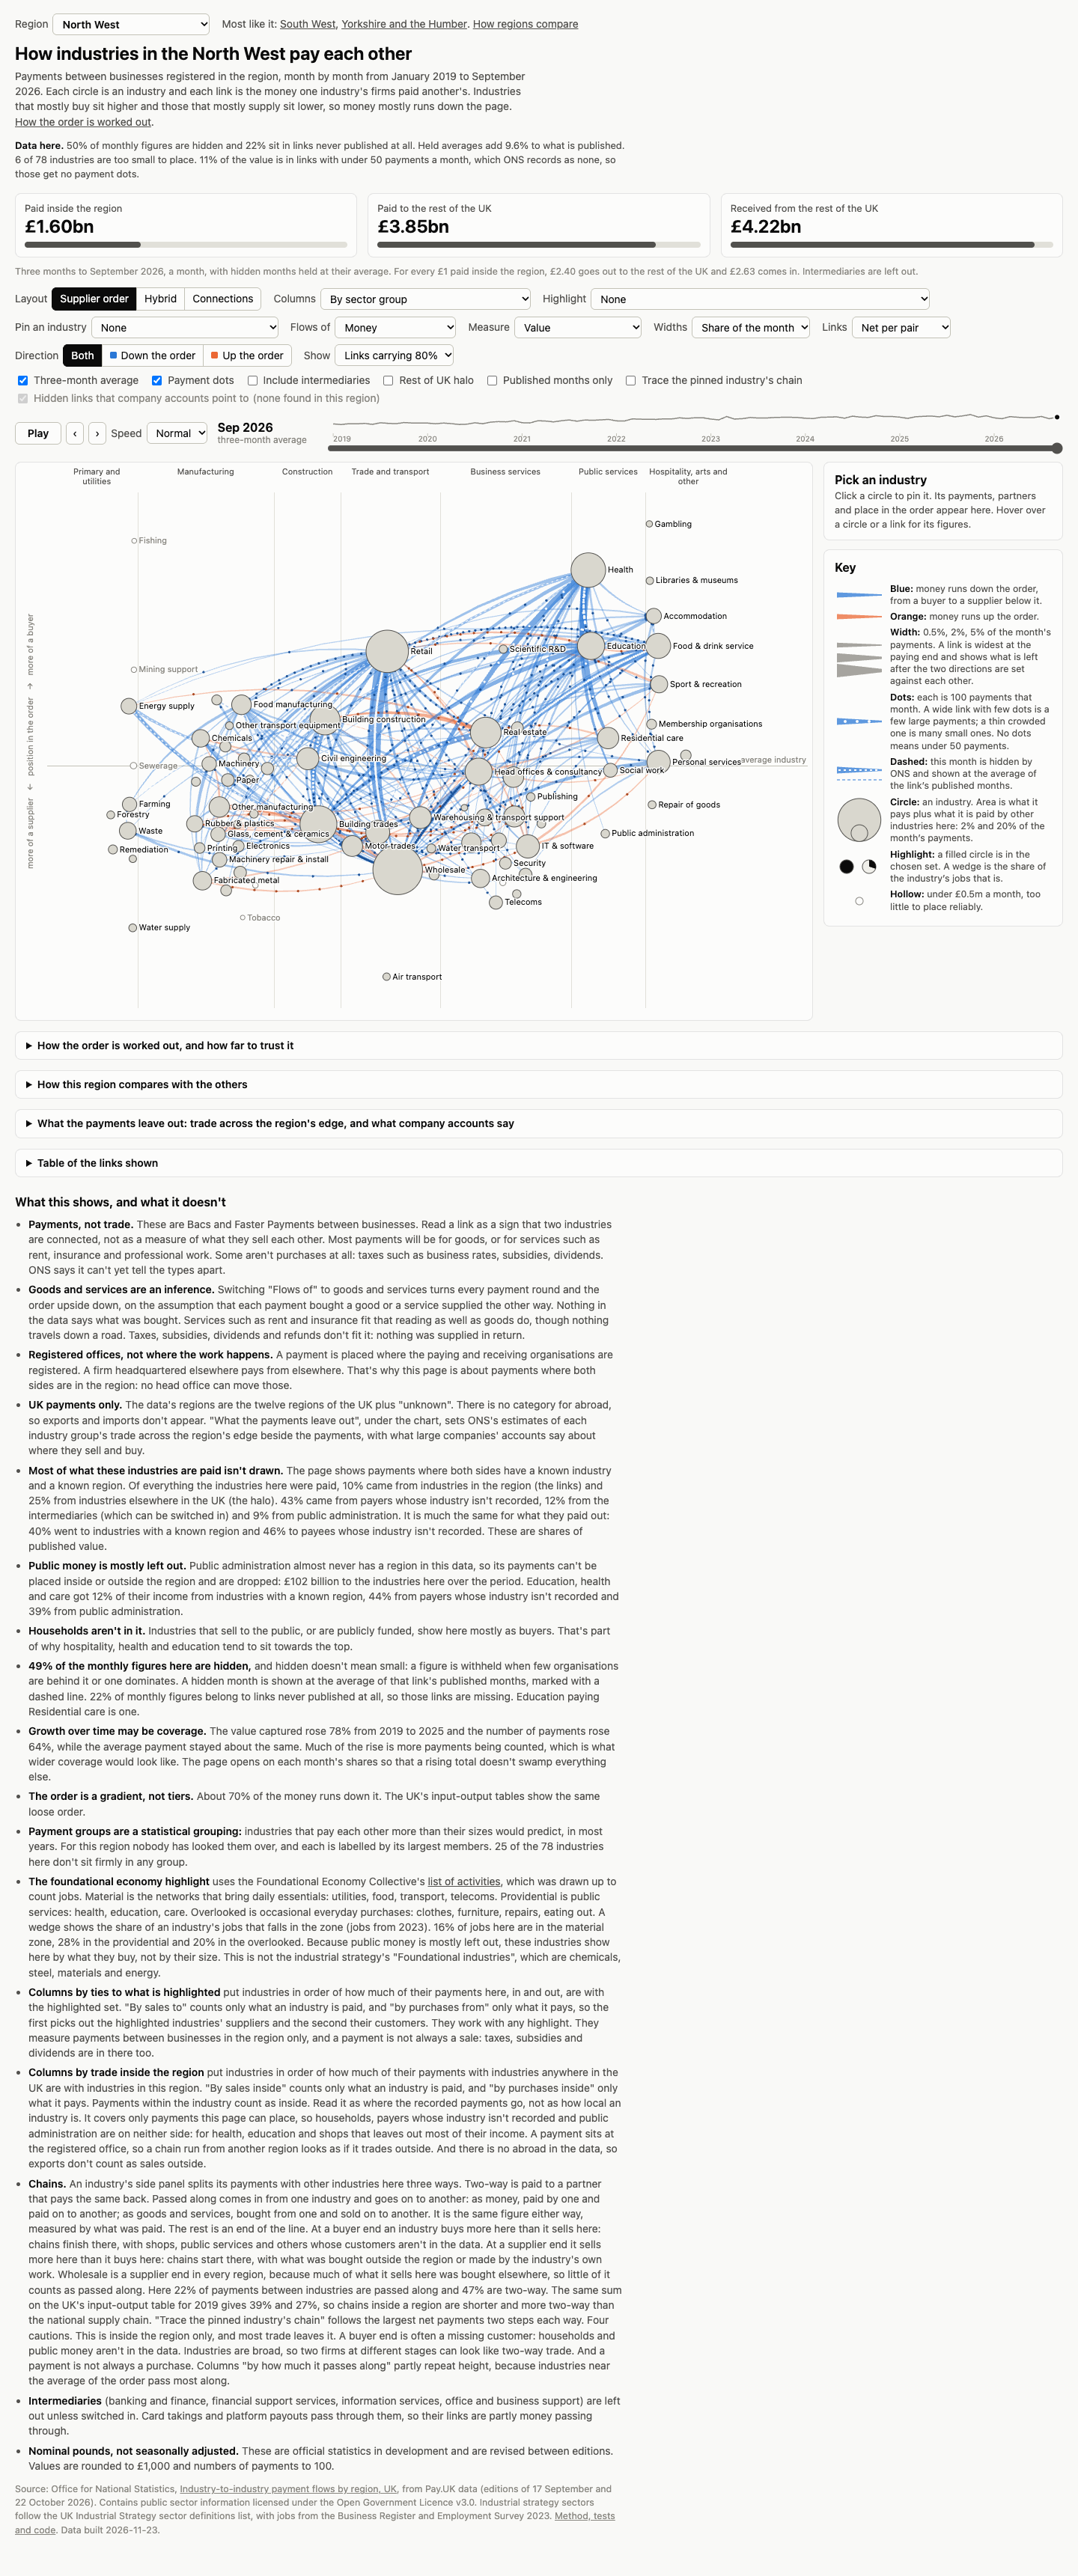 Region North West Most like it: South West, Yorkshire and the Humber. How regions compare
How industries in the North West pay each other
Payments between businesses registered in the region, month by month from January 2019 to September
2026. Each circle is an industry and each link is the money one industry's firms paid another's. Industries
that mostly buy sit higher and those that mostly supply sit lower, so money mostly runs down the page.
How the order is worked out.
Data here. 50% of monthly figures are hidden and 22% sit in links never published at all. Held averages add 9.6% to what is published.
6 of 78 industries are too small to place. 11% of the value is in links with under 50 payments a month, which ONS records as none, so
those get no payment dots.
Paid inside the region
£1.60bn
Paid to the rest of the UK
£3.85bn
Received from the rest of the UK
£4.22bn
Three months to September 2026, a month, with hidden months held at their average. For every £1 paid inside the region, £2.40 goes out to the rest of the UK and £2.63 comes in. Intermediaries are left out.
Layout Supplier order Hybrid Connections Columns By sector group Highlight None
Pin an industry None Flows of Money Measure Value Widths Share of the month Links Net per pair
Direction Both Down the order Up the order Show Links carrying 80%
Three-month average Payment dots Include intermediaries Rest of UK halo Published months only Trace the pinned industry's chain
Hidden links that company accounts point to (none found in this region)
Play ‹ › Speed Normal Sep 2026
three-month average
2019 2020 2021 2022 2023 2024 2025 2026
Primary and
utilities
Manufacturing
Construction
Trade and transport
Business services
Public services
Hospitality, arts and
other
more of a supplier ← position in the order → more of a buyer
Gambling
Fishing
Health
Libraries & museums
Accommodation
Retail
Scientific R&D
Education
Food & drink service
Mining support
Sport & recreation
Energy supply
Food manufacturing
Building construction
Other transport equipment
Membership organisations
Real estate
Chemicals
Residential care
Civil engineering
average industry
Personal services
Machinery
Sewerage
Head offices & consultancy
Social work
Paper
Publishing
Farming
Other manufacturing
Repair of goods
Forestry
Warehousing & transport support
Rubber & plastics
Building trades
Waste
Glass, cement & ceramics
Public administration
Motor trades
Electronics
Printing
Water transport
IT & software
Remediation
Machinery repair & install
Security
Wholesale
Architecture & engineering
Fabricated metal
Telecoms
Tobacco
Water supply
Air transport
Pick an industry
Click a circle to pin it. Its payments, partners
and place in the order appear here. Hover over
a circle or a link for its figures.
Key
Blue: money runs down the order,
from a buyer to a supplier below it.
Orange: money runs up the order.
Width: 0.5%, 2%, 5% of the month's
payments. A link is widest at the
paying end and shows what is left
after the two directions are set
against each other.
Dots: each is 100 payments that
month. A wide link with few dots is a
few large payments; a thin crowded
one is many small ones. No dots
means under 50 payments.
Dashed: this month is hidden by
ONS and shown at the average of
the link's published months.
Circle: an industry. Area is what it
pays plus what it is paid by other
industries here: 2% and 20% of the
month's payments.
Highlight: a filled circle is in the
chosen set. A wedge is the share of
the industry's jobs that is.
Hollow: under £0.5m a month, too
little to place reliably.
How the order is worked out, and how far to trust it
How this region compares with the others
What the payments leave out: trade across the region's edge, and what company accounts say
Table of the links shown
What this shows, and what it doesn't
• Payments, not trade. These are Bacs and Faster Payments between businesses. Read a link as a sign that two industries
are connected, not as a measure of what they sell each other. Most payments will be for goods, or for services such as
rent, insurance and professional work. Some aren't purchases at all: taxes such as business rates, subsidies, dividends.
ONS says it can't yet tell the types apart.
• Goods and services are an inference. Switching "Flows of" to goods and services turns every payment round and the
order upside down, on the assumption that each payment bought a good or a service supplied the other way. Nothing in
the data says what was bought. Services such as rent and insurance fit that reading as well as goods do, though nothing
travels down a road. Taxes, subsidies, dividends and refunds don't fit it: nothing was supplied in return.
• Registered offices, not where the work happens. A payment is placed where the paying and receiving organisations are
registered. A firm headquartered elsewhere pays from elsewhere. That's why this page is about payments where both
sides are in the region: no head office can move those.
• UK payments only. The data's regions are the twelve regions of the UK plus "unknown". There is no category for abroad,
so exports and imports don't appear. "What the payments leave out", under the chart, sets ONS's estimates of each
industry group's trade across the region's edge beside the payments, with what large companies' accounts say about
where they sell and buy.
• Most of what these industries are paid isn't drawn. The page shows payments where both sides have a known industry
and a known region. Of everything the industries here were paid, 10% came from industries in the region (the links) and
25% from industries elsewhere in the UK (the halo). 43% came from payers whose industry isn't recorded, 12% from the
intermediaries (which can be switched in) and 9% from public administration. It is much the same for what they paid out:
40% went to industries with a known region and 46% to payees whose industry isn't recorded. These are shares of
published value.
• Public money is mostly left out. Public administration almost never has a region in this data, so its payments can't be
placed inside or outside the region and are dropped: £102 billion to the industries here over the period. Education, health
and care got 12% of their income from industries with a known region, 44% from payers whose industry isn't recorded and
39% from public administration.
• Households aren't in it. Industries that sell to the public, or are publicly funded, show here mostly as buyers. That's part
of why hospitality, health and education tend to sit towards the top.
• 49% of the monthly figures here are hidden, and hidden doesn't mean small: a figure is withheld when few organisations
are behind it or one dominates. A hidden month is shown at the average of that link's published months, marked with a
dashed line. 22% of monthly figures belong to links never published at all, so those links are missing. Education paying
Residential care is one.
• Growth over time may be coverage. The value captured rose 78% from 2019 to 2025 and the number of payments rose
64%, while the average payment stayed about the same. Much of the rise is more payments being counted, which is what
wider coverage would look like. The page opens on each month's shares so that a rising total doesn't swamp everything
else.
• The order is a gradient, not tiers. About 70% of the money runs down it. The UK's input-output tables show the same
loose order.
• Payment groups are a statistical grouping: industries that pay each other more than their sizes would predict, in most
years. For this region nobody has looked them over, and each is labelled by its largest members. 25 of the 78 industries
here don't sit firmly in any group.
• The foundational economy highlight uses the Foundational Economy Collective's list of activities, which was drawn up to
count jobs. Material is the networks that bring daily essentials: utilities, food, transport, telecoms. Providential is public
services: health, education, care. Overlooked is occasional everyday purchases: clothes, furniture, repairs, eating out. A
wedge shows the share of an industry's jobs that falls in the zone (jobs from 2023). 16% of jobs here are in the material
zone, 28% in the providential and 20% in the overlooked. Because public money is mostly left out, these industries show
here by what they buy, not by their size. This is not the industrial strategy's "Foundational industries", which are chemicals,
steel, materials and energy.
• Columns by ties to what is highlighted put industries in order of how much of their payments here, in and out, are with
the highlighted set. "By sales to" counts only what an industry is paid, and "by purchases from" only what it pays, so the
first picks out the highlighted industries' suppliers and the second their customers. They work with any highlight. They
measure payments between businesses in the region only, and a payment is not always a sale: taxes, subsidies and
dividends are in there too.
• Columns by trade inside the region put industries in order of how much of their payments with industries anywhere in the
UK are with industries in this region. "By sales inside" counts only what an industry is paid, and "by purchases inside" only
what it pays. Payments within the industry count as inside. Read it as where the recorded payments go, not as how local an
industry is. It covers only payments this page can place, so households, payers whose industry isn't recorded and public
administration are on neither side: for health, education and shops that leaves out most of their income. A payment sits at
the registered office, so a chain run from another region looks as if it trades outside. And there is no abroad in the data, so
exports don't count as sales outside.
• Chains. An industry's side panel splits its payments with other industries here three ways. Two-way is paid to a partner
that pays the same back. Passed along comes in from one industry and goes on to another: as money, paid by one and
paid on to another; as goods and services, bought from one and sold on to another. It is the same figure either way,
measured by what was paid. The rest is an end of the line. At a buyer end an industry buys more here than it sells here:
chains finish there, with shops, public services and others whose customers aren't in the data. At a supplier end it sells
more here than it buys here: chains start there, with what was bought outside the region or made by the industry's own
work. Wholesale is a supplier end in every region, because much of what it sells here was bought elsewhere, so little of it
counts as passed along. Here 22% of payments between industries are passed along and 47% are two-way. The same sum
on the UK's input-output table for 2019 gives 39% and 27%, so chains inside a region are shorter and more two-way than
the national supply chain. "Trace the pinned industry's chain" follows the largest net payments two steps each way. Four
cautions. This is inside the region only, and most trade leaves it. A buyer end is often a missing customer: households and
public money aren't in the data. Industries are broad, so two firms at different stages can look like two-way trade. And a
payment is not always a purchase. Columns "by how much it passes along" partly repeat height, because industries near
the average of the order pass most along.
• Intermediaries (banking and finance, financial support services, information services, office and business support) are left
out unless switched in. Card takings and platform payouts pass through them, so their links are partly money passing
through.
• Nominal pounds, not seasonally adjusted. These are official statistics in development and are revised between editions.
Values are rounded to £1,000 and numbers of payments to 100.
Source: Office for National Statistics, Industry-to-industry payment flows by region, UK, from Pay.UK data (editions of 17 September and
22 October 2026). Contains public sector information licensed under the Open Government Licence v3.0. Industrial strategy sectors
follow the UK Industrial Strategy sector definitions list, with jobs from the Business Register and Employment Survey 2023. Method, tests
and code. Data built 2026-11-23.